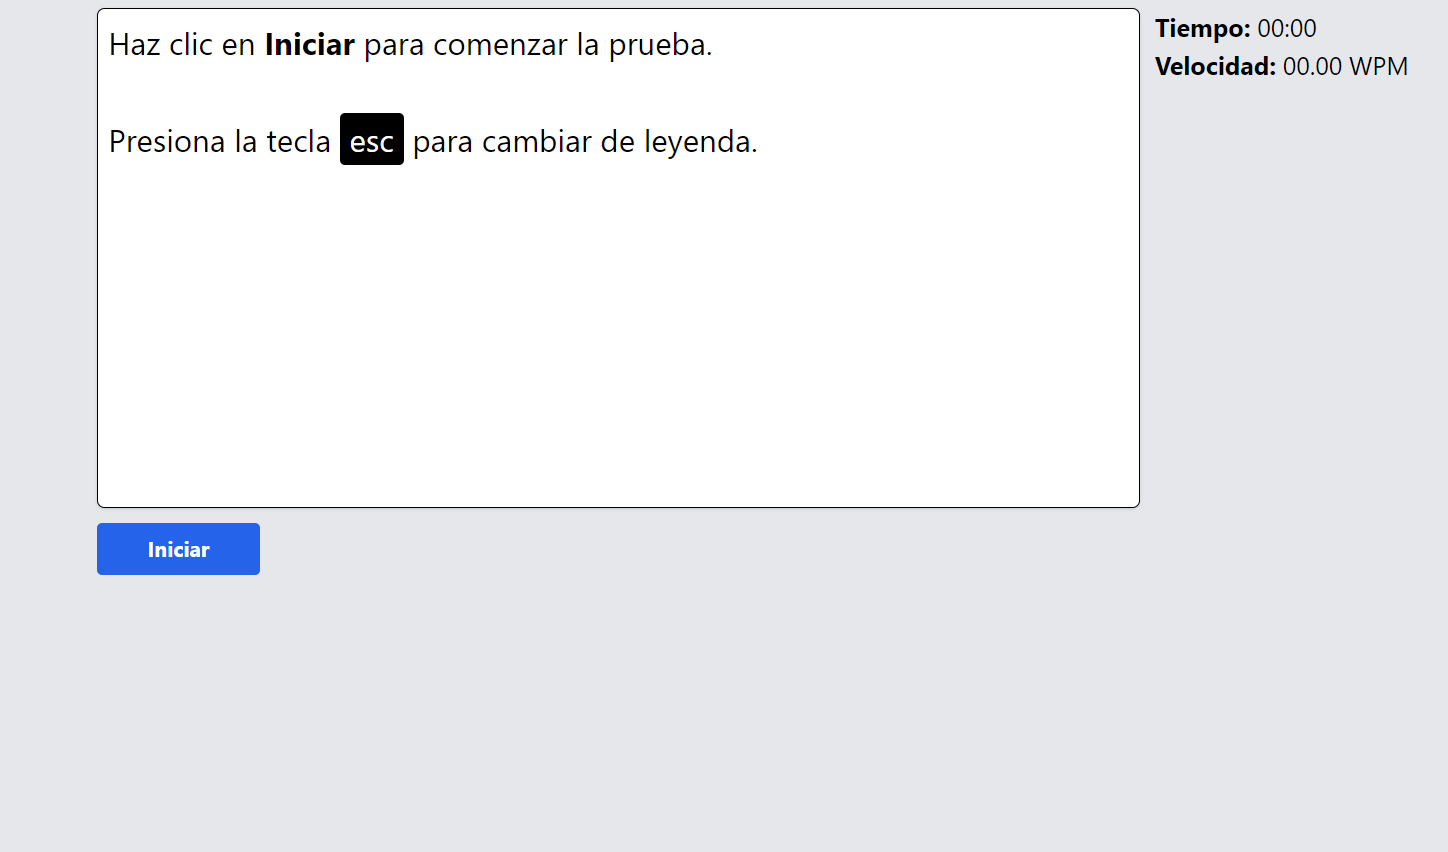 Haz clic en Iniciar para comenzar la prueba.
Presiona la tecla esc para cambiar de leyenda.
Iniciar
Tiempo: 00:00
Velocidad: 00.00 WPM